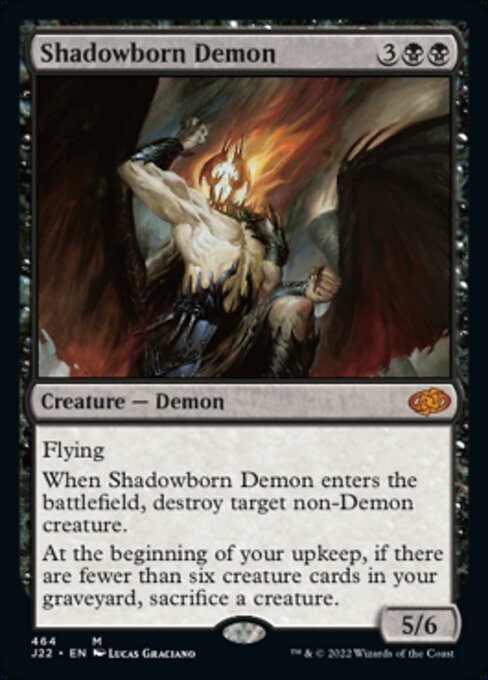 Shadowborn Demon 3
Creature — Demon
Flying
When Shadowborn Demon enters the
battlefield, destroy target non-Demon
creature.
At the beginning of your upkeep, if there
are fewer than six creature cards in your
graveyard, sacrifice a creature.
5/6
464 M
J22 • EN Lucas Graciano ™ & © 2022 Wizards of the Coast